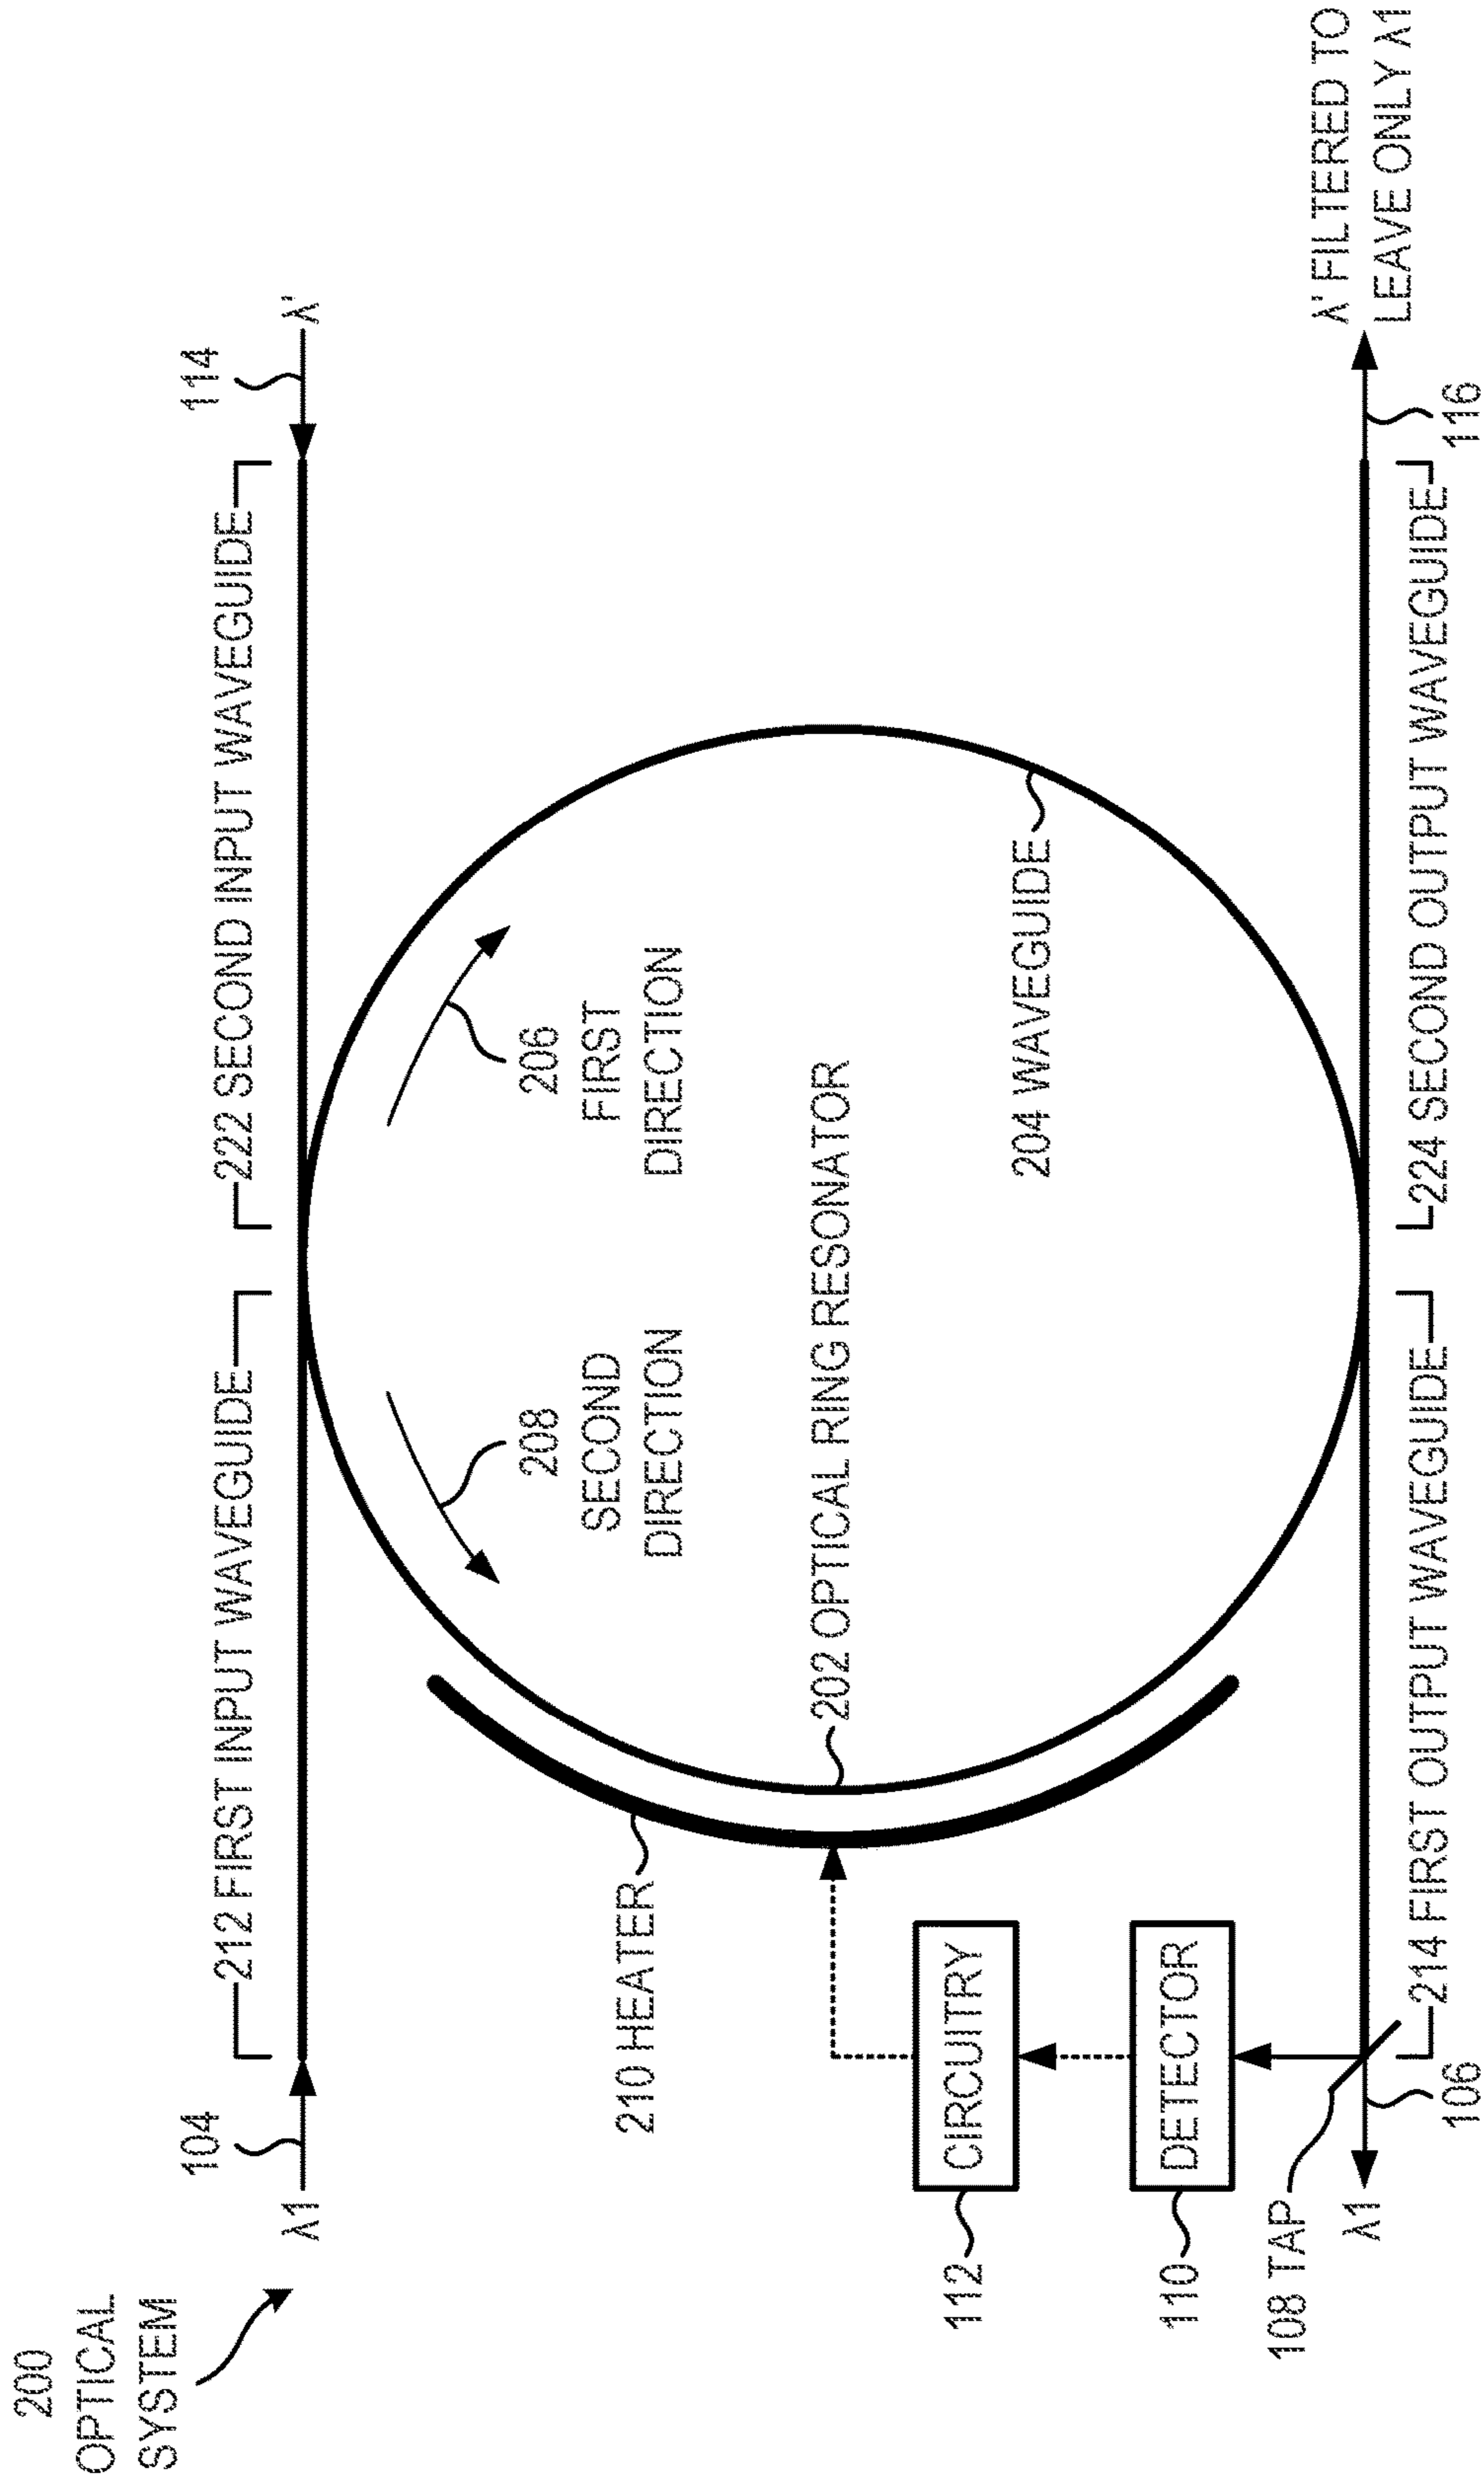 200
OPTICAL
SYSTEM
λ1
104
212 FIRST INPUT WAVEGUIDE
222 SECOND INPUT WAVEGUIDE
114
λ'
208
SECOND
DIRECTION
206
FIRST
DIRECTION
210 HEATER
202 OPTICAL RING RESONATOR
204 WAVEGUIDE
112
CIRCUITRY
110
DETECTOR
108 TAP
λ1
106
214 FIRST OUTPUT WAVEGUIDE
224 SECOND OUTPUT WAVEGUIDE
116
λ' FILTERED TO
LEAVE ONLY λ1